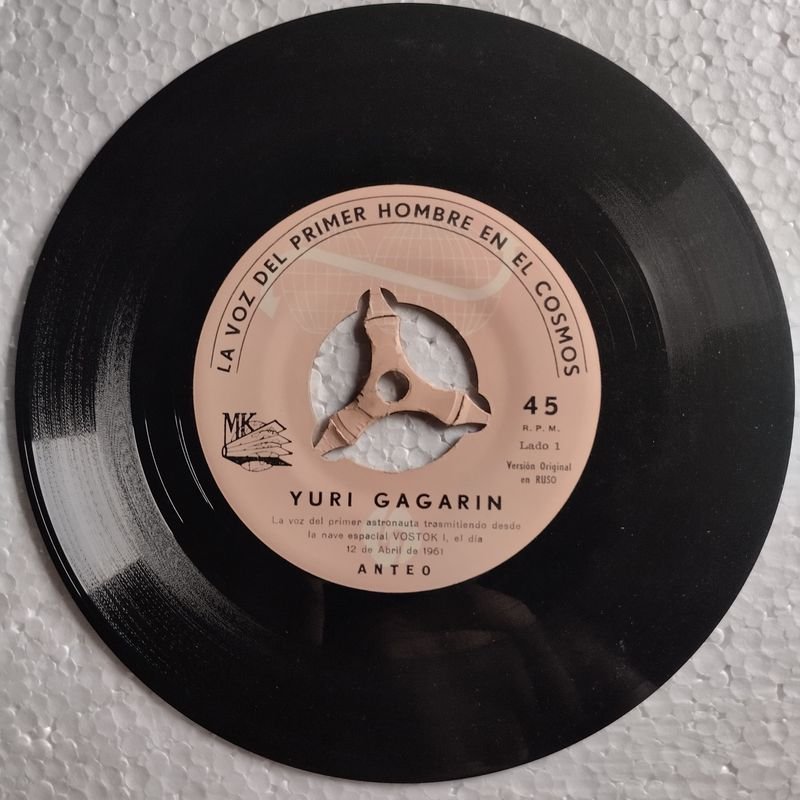 LA VOZ DEL PRIMER HOMBRE EN EL COSMOS
MK
45
R. P. M.
Lado 1
Versión Original
en RUSO
YURI GAGARIN
La voz del primer astronauta trasmitiendo desde
la nave espacial VOSTOK I, el día
12 de Abril de 1961
ANTEO